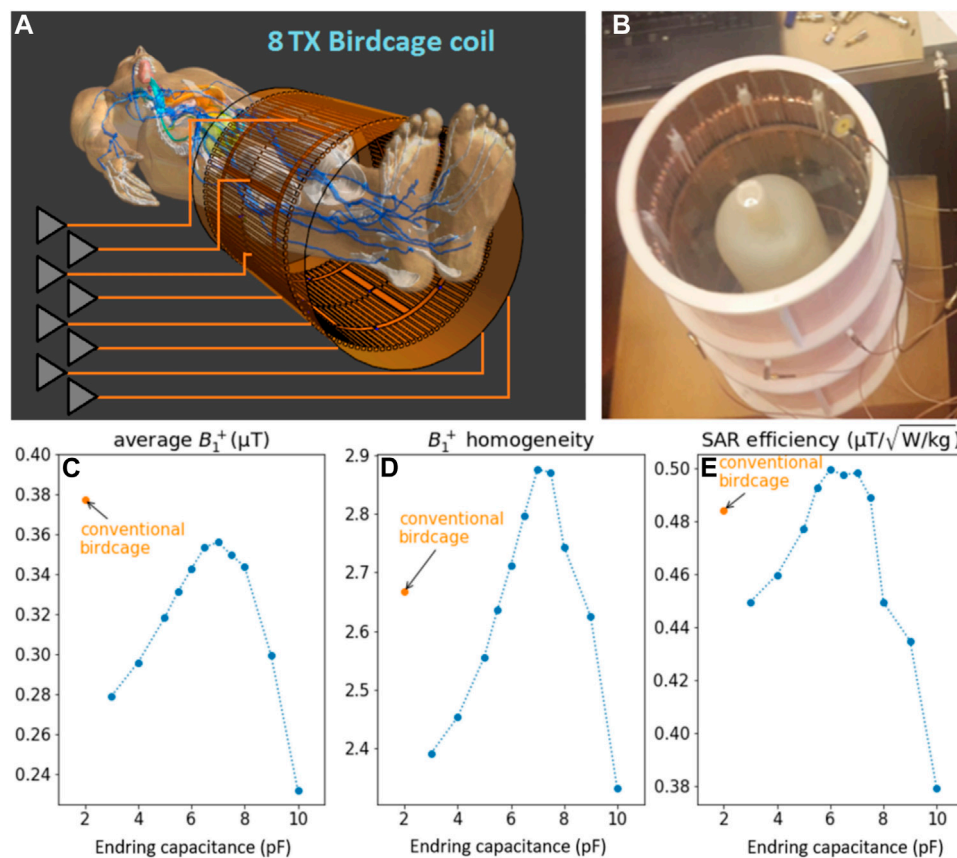 A
8 TX Birdcage coil
B
average B₁⁺(μT)
C
0.40
0.38
0.36
0.34
0.32
0.30
0.28
0.26
0.24
conventional
birdcage
2 4 6 8 10
Endring capacitance (pF)
B₁⁺ homogeneity
D
2.9
2.8
2.7
2.6
2.5
2.4
conventional
birdcage
2 4 6 8 10
Endring capacitance (pF)
SAR efficiency (μT/√W/kg)
E
0.50
0.48
0.46
0.44
0.42
0.40
0.38
conventional
birdcage
2 4 6 8 10
Endring capacitance (pF)